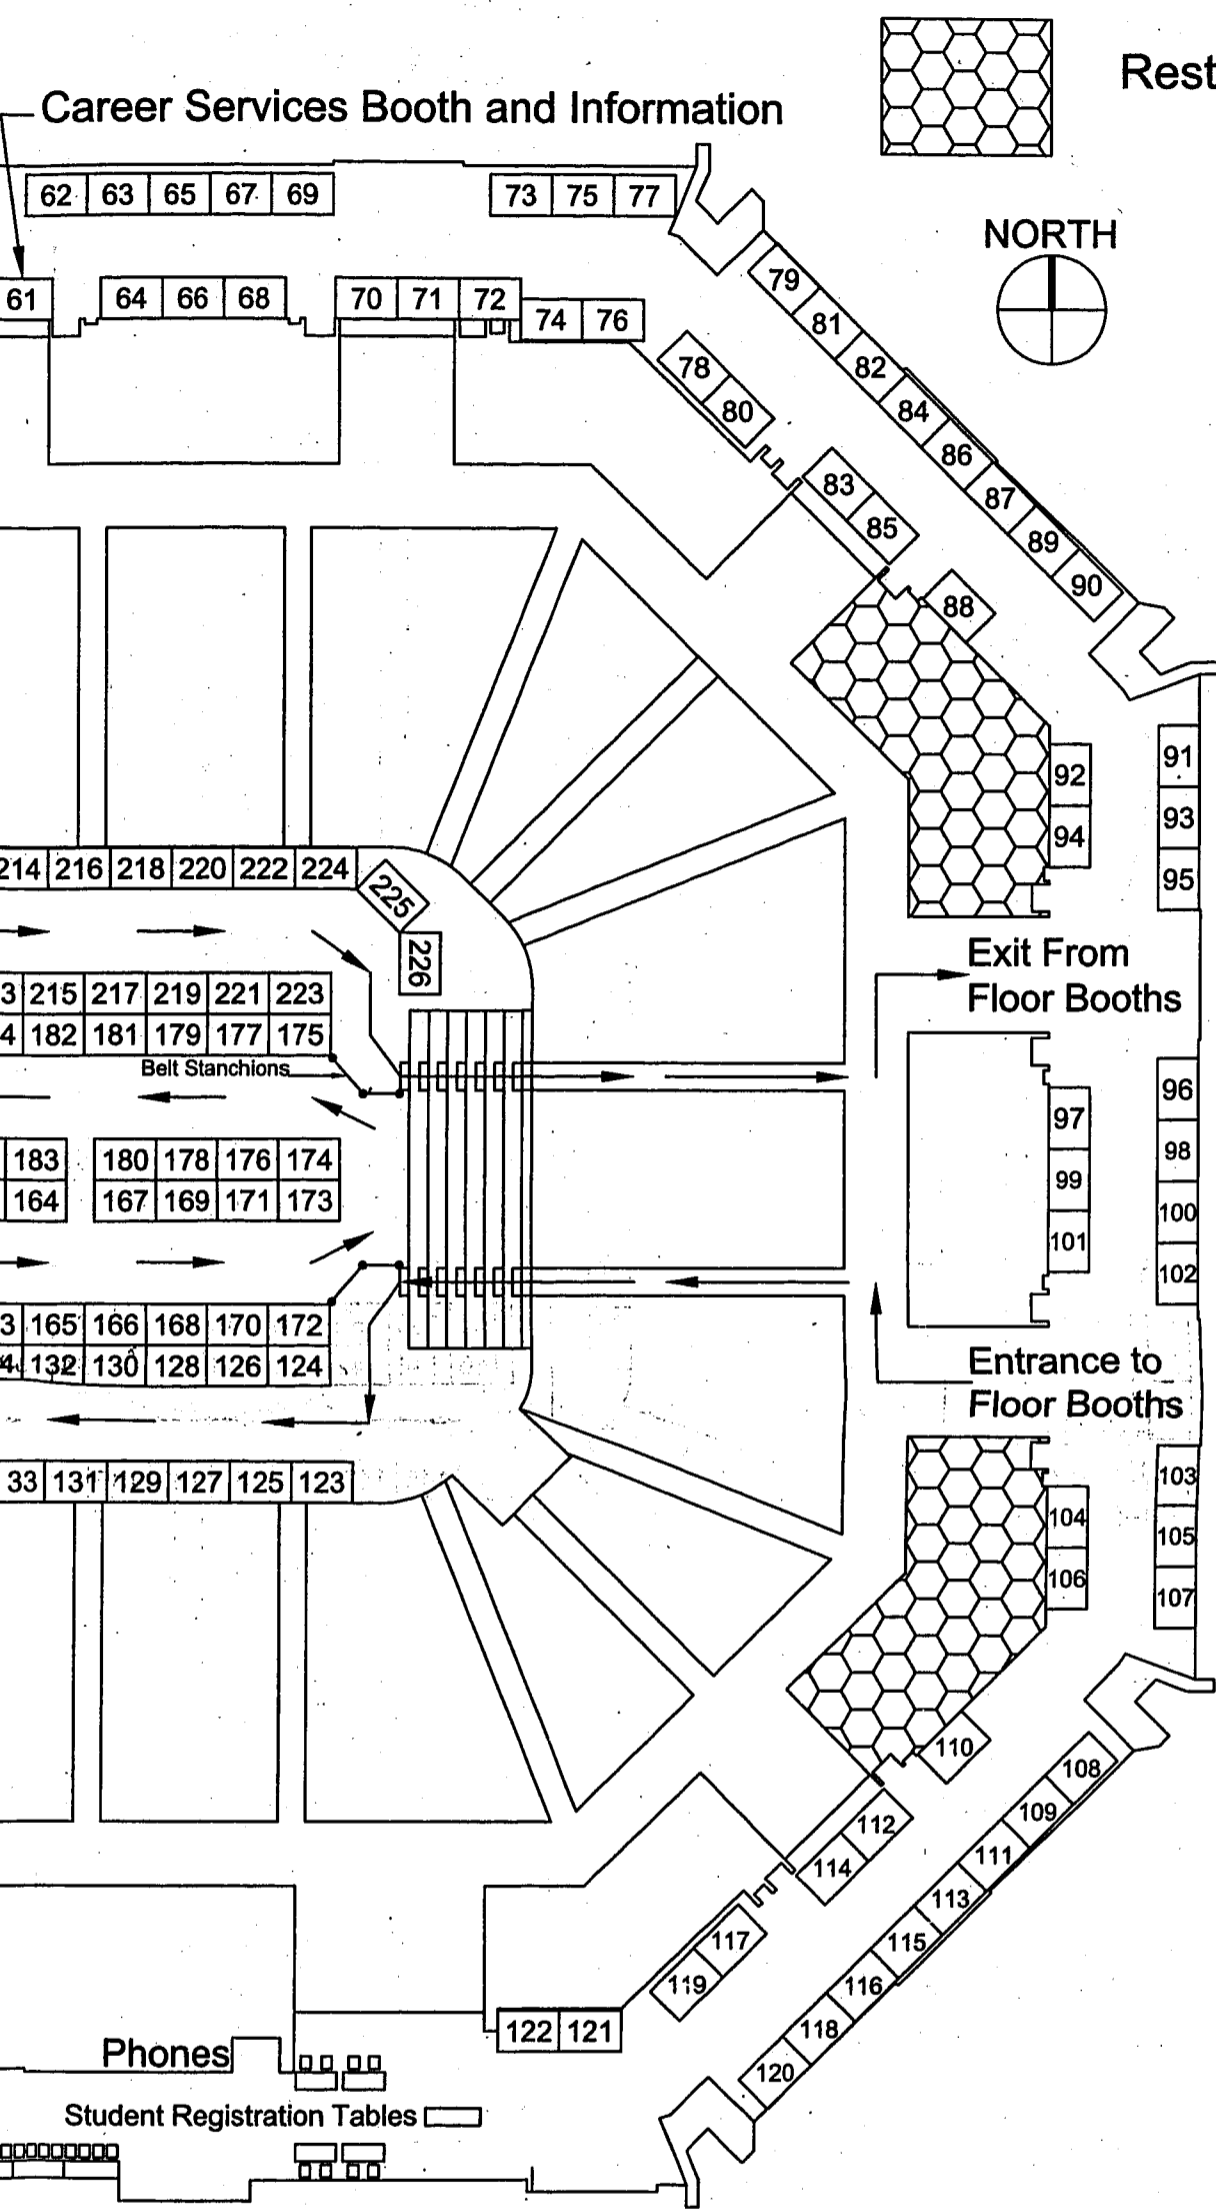 Rest
Career Services Booth and Information
62 63 65 67 69 73 75 77
NORTH
79
61 64 66 68 70 71 72
74 76
81
78 82
80 84
86
83 87
85 89
90
88
91
92
93
94
214 216 218 220 222 224
95
225
226
Exit From
Floor Booths
3 215 217 219 221 223
4 182 181 179 177 175
Belt Stanchions
96
97
98
183 180 178 176 174
99
164 167 169 171 173
100
101
102
3 165 166 168 170 172
4 132 130 128 126 124
Entrance to
Floor Booths
33 131 129 127 125 123
103
104
105
106
107
110
108
109
112
111
114
113
117
115
119
116
122 121
118
120
Phones
Student Registration Tables